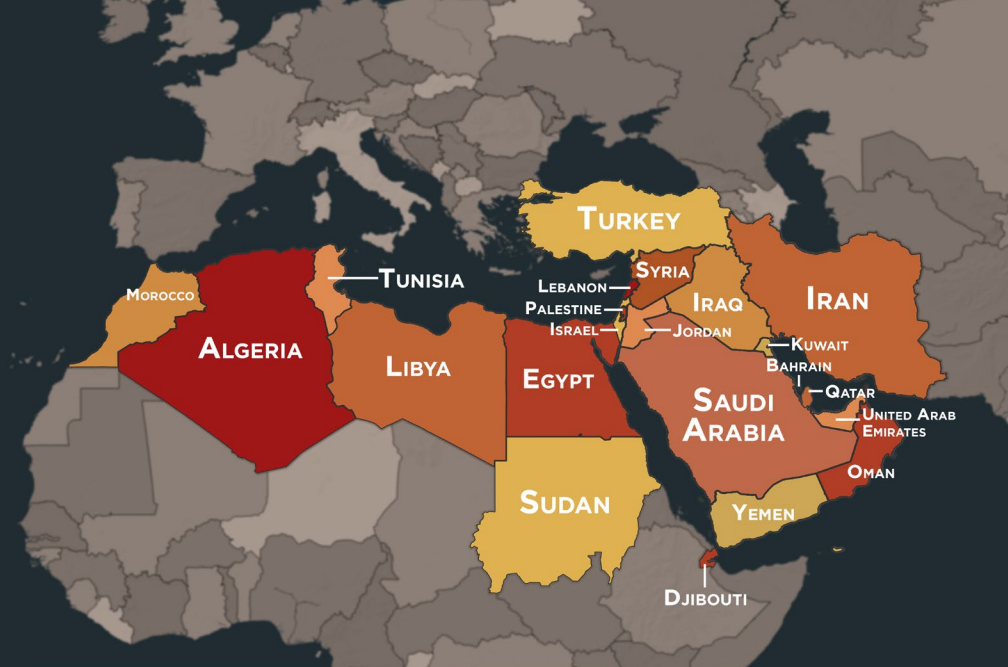 Turkey
Syria
Tunisia
Lebanon
Morocco
Iraq
Iran
Palestine
Israel
Jordan
Algeria
Kuwait
Libya
Bahrain
Egypt
Qatar
Saudi
Arabia
United Arab
Emirates
Oman
Sudan
Yemen
Djibouti